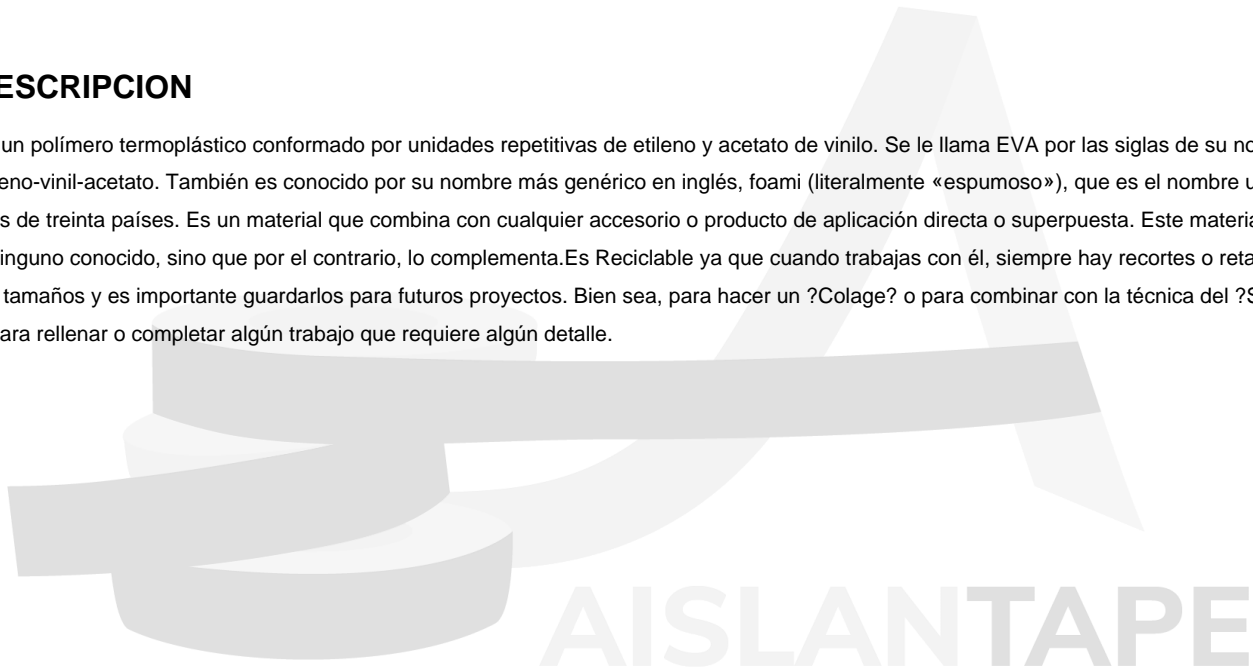 ESCRIPCION
un polímero termoplástico conformado por unidades repetitivas de etileno y acetato de vinilo. Se le llama EVA por las siglas de su no
eno-vinil-acetato. También es conocido por su nombre más genérico en inglés, foami (literalmente «espumoso»), que es el nombre u
s de treinta países. Es un material que combina con cualquier accesorio o producto de aplicación directa o superpuesta. Este materia
inguno conocido, sino que por el contrario, lo complementa.Es Reciclable ya que cuando trabajas con él, siempre hay recortes o reta
tamaños y es importante guardarlos para futuros proyectos. Bien sea, para hacer un ?Colage? o para combinar con la técnica del ?S
ara rellenar o completar algún trabajo que requiere algún detalle.
AISLANTAPE